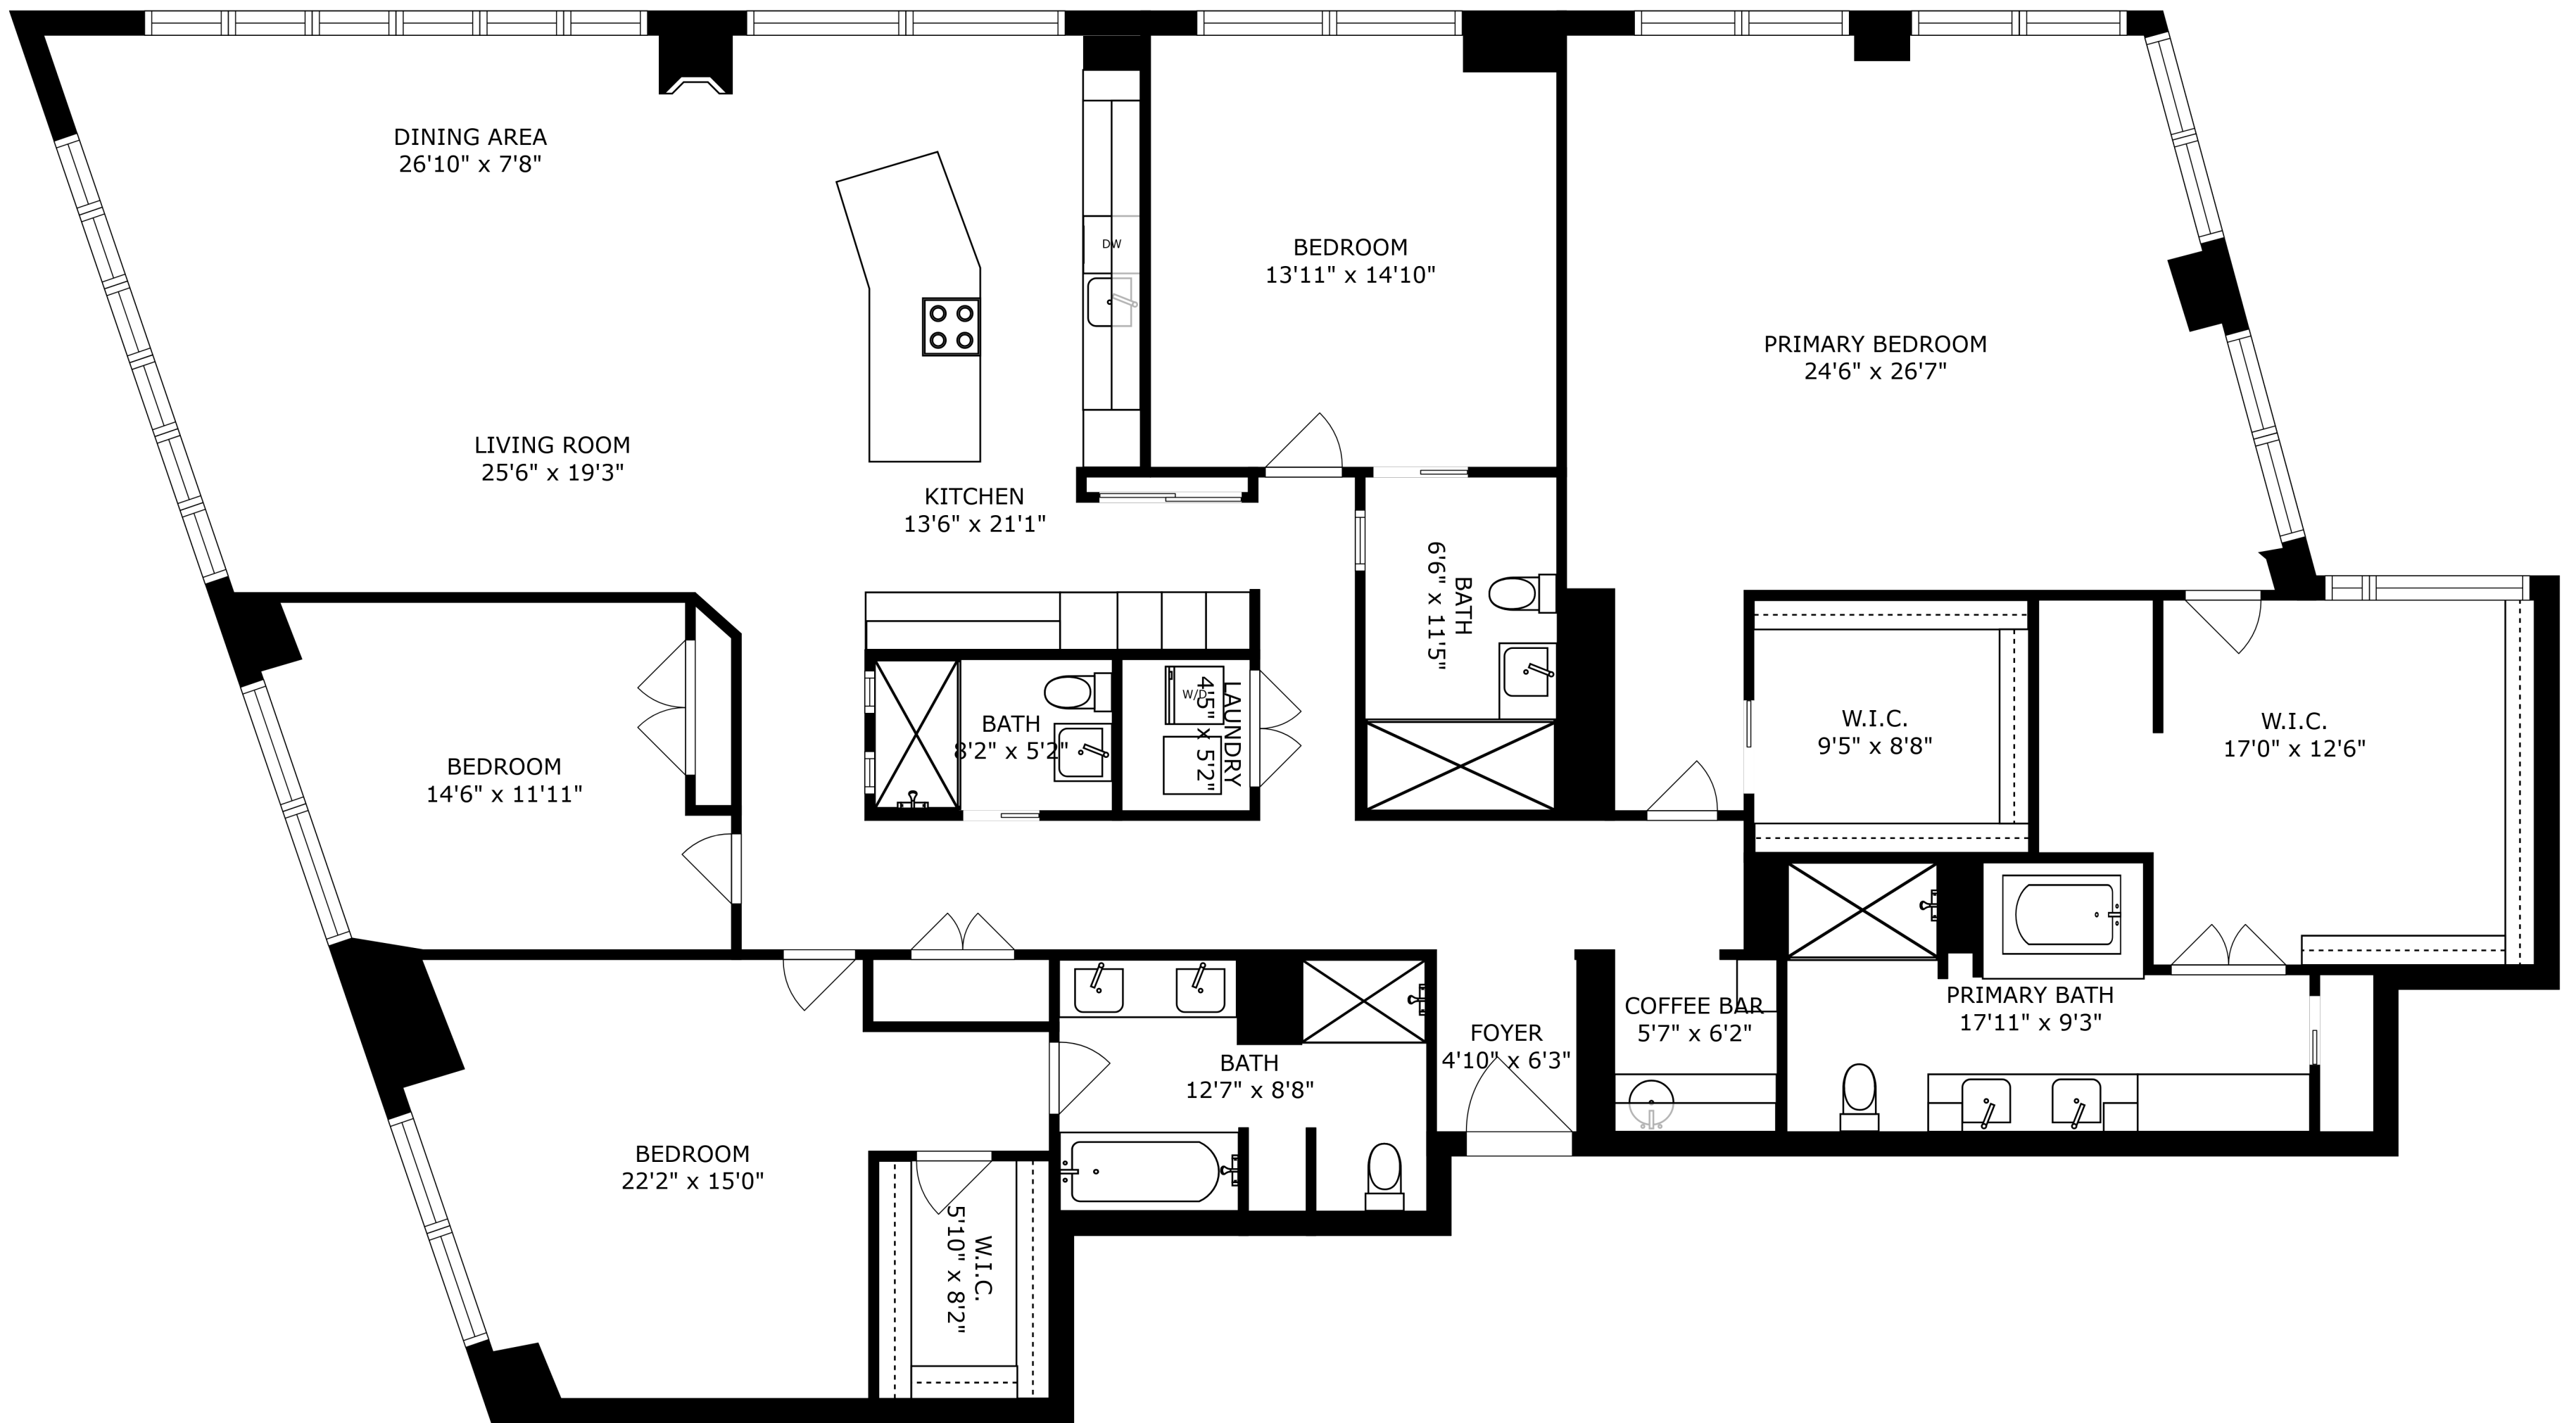 DINING AREA
26'10" x 7'8"
LIVING ROOM
25'6" x 19'3"
KITCHEN
13'6" x 21'1"
DW
BEDROOM
13'11" x 14'10"
PRIMARY BEDROOM
24'6" x 26'7"
BATH
6'6" x 11'5"
BEDROOM
14'6" x 11'11"
BATH
8'2" x 5'2"
W/D
LAUNDRY
4'5" x 5'2"
W.I.C.
9'5" x 8'8"
W.I.C.
17'0" x 12'6"
BEDROOM
22'2" x 15'0"
W.I.C.
5'10" x 8'2"
BATH
12'7" x 8'8"
FOYER
4'10" x 6'3"
COFFEE BAR
5'7" x 6'2"
PRIMARY BATH
17'11" x 9'3"